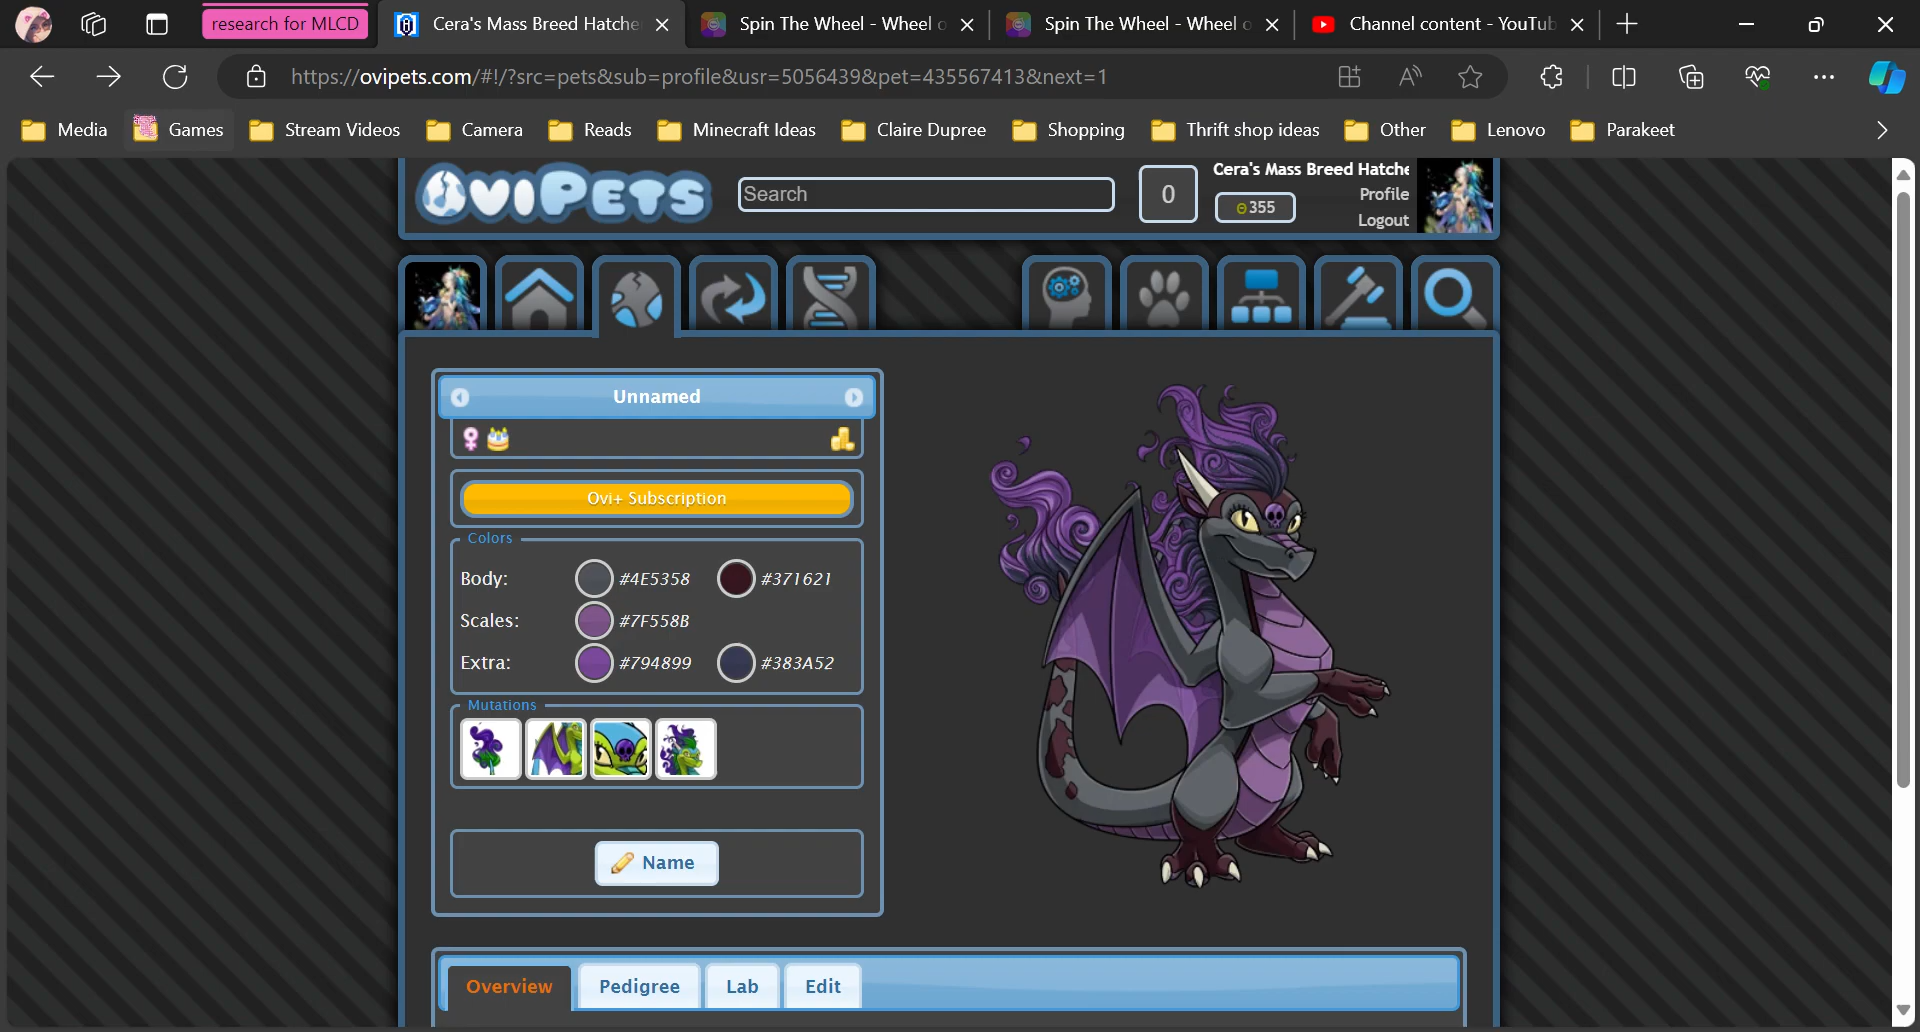 research for MLCD
Cera's Mass Breed Hatche
Spin The Wheel - Wheel o
Spin The Wheel - Wheel o
Channel content - YouTub
https://ovipets.com/#!/?src=pets&sub=profile&usr=5056439&pet=435567413&next=1
Media
Games
Stream Videos
Camera
Reads
Minecraft Ideas
Claire Dupree
Shopping
Thrift shop ideas
Other
Lenovo
Parakeet
OVIPETS
Search
0
Cera's Mass Breed Hatche
355
Profile
Logout
Unnamed
Ovi+ Subscription
Colors
Body: #4E5358 #371621
Scales: #7F558B
Extra: #794899 #383A52
Mutations
Name
Overview
Pedigree
Lab
Edit